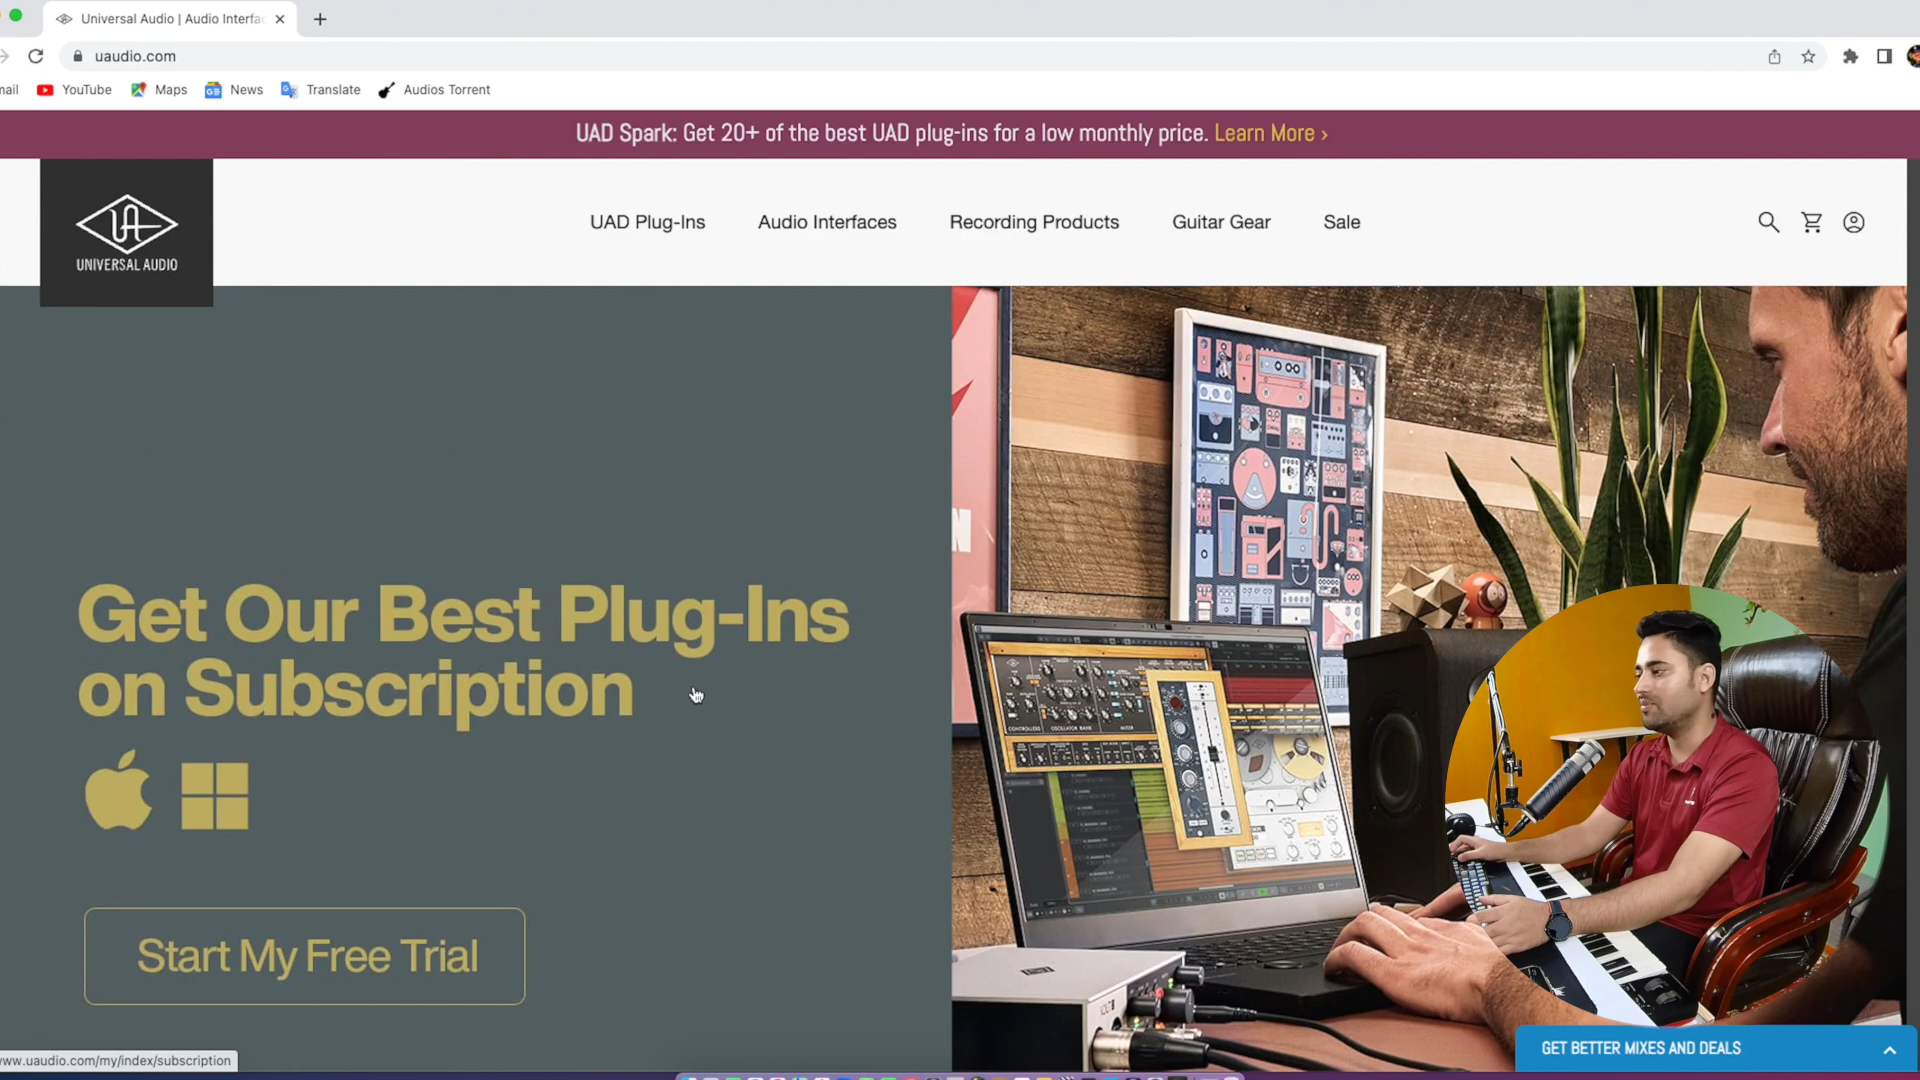 Universal Audio | Audio Interfa
uaudio.com
mail
YouTube
Maps
News
Translate
Audios Torrent
UAD Spark: Get 20+ of the best UAD plug-ins for a low monthly price. Learn More ›
UNIVERSAL AUDIO
UAD Plug-Ins
Audio Interfaces
Recording Products
Guitar Gear
Sale
Get Our Best Plug-Ins
on Subscription
Start My Free Trial
www.uaudio.com/my/index/subscription
GET BETTER MIXES AND DEALS